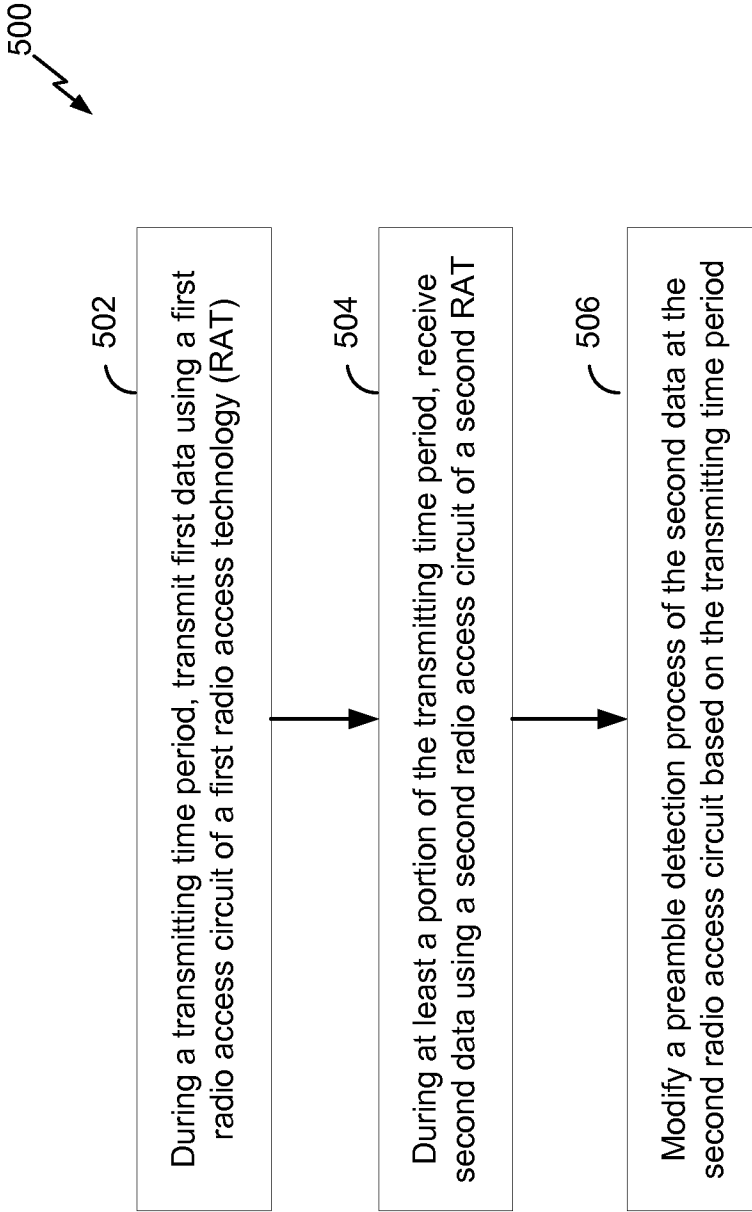 500
502
During a transmitting time period, transmit first data using a first
radio access circuit of a first radio access technology (RAT)
504
During at least a portion of the transmitting time period, receive
second data using a second radio access circuit of a second RAT
506
Modify a preamble detection process of the second data at the
second radio access circuit based on the transmitting time period